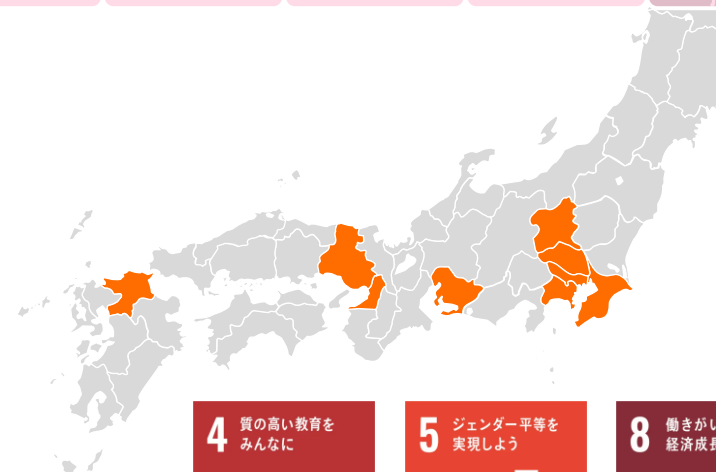 4
質の高い教育を
みんなに
5
ジェンダー平等を
実現しよう
8
働きがい
経済成長